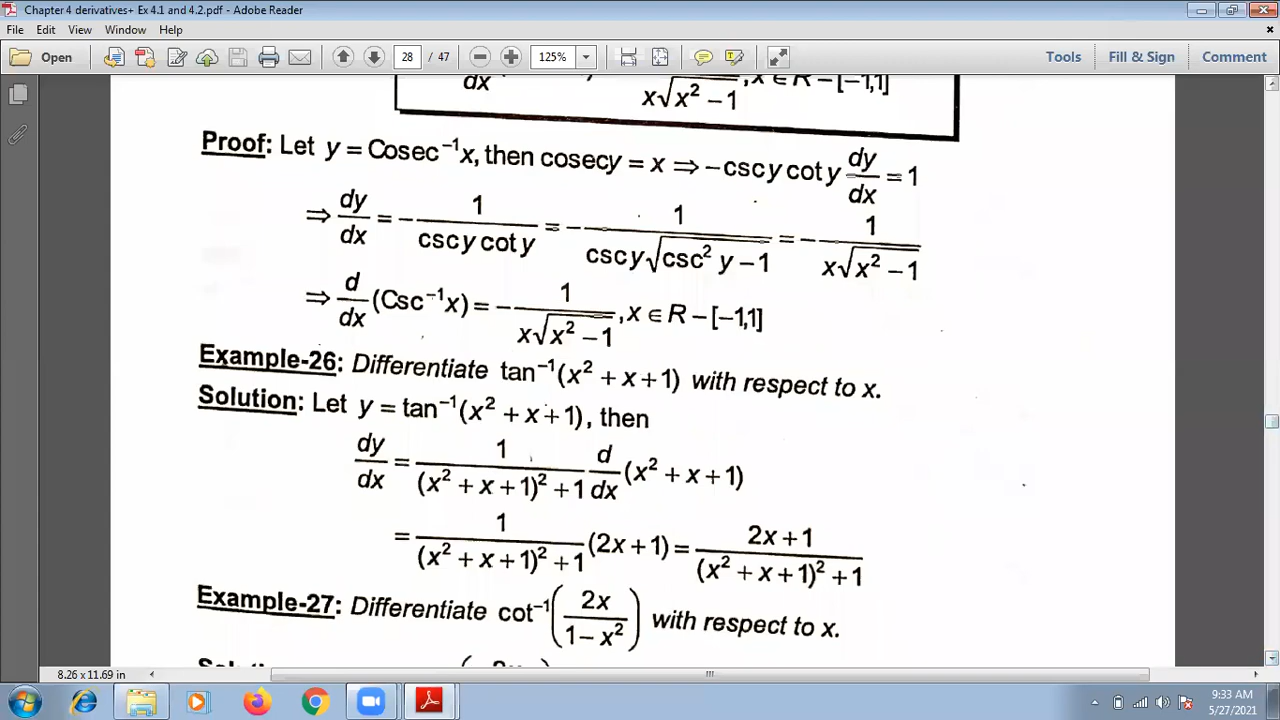 Chapter 4 derivatives+ Ex 4.1 and 4.2.pdf - Adobe Reader
File Edit View Window Help
Open 28 / 47 125% Tools Fill & Sign Comment
dx x√x² – 1 , x ∈ R – [–1,1]
Proof: Let y = Cosec⁻¹x, then cosecy = x ⇒ – csc y cot y dy/dx = 1
⇒ dy/dx = – 1/(csc y cot y) = – 1/(csc y√(csc² y – 1)) = – 1/(x√(x² – 1))
⇒ d/dx (Csc⁻¹x) = – 1/(x√(x² – 1)), x ∈ R – [–1,1]
Example-26: Differentiate tan⁻¹(x² + x + 1) with respect to x.
Solution: Let y = tan⁻¹(x² + x + 1), then
dy/dx = 1/((x² + x + 1)² + 1) d/dx (x² + x + 1)
= 1/((x² + x + 1)² + 1) (2x + 1) = (2x + 1)/((x² + x + 1)² + 1)
Example-27: Differentiate cot⁻¹(2x/(1 – x²)) with respect to x.
8.26 x 11.69 in
9:33 AM
5/27/2021